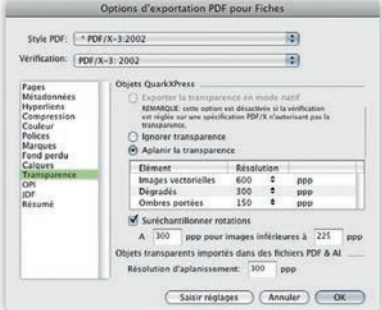 Options d'exportation PDF pour Fiches
Style PDF: * PDF/X-3:2002
Vérification: PDF/X-3: 2002
Pages
Métadonnées
Hyperliens
Compression
Couleur
Polices
Marques
Fond perdu
Calques
Transparence
OPI
JDF
Résumé
Objets QuarkXPress
Exporter la transparence en mode natif
REMARQUE: cette option est désactivée si la vérification
est réglée sur une spécification PDF/X n'autorisant pas la
transparence.
Ignorer transparence
Aplanir la transparence
Elément Résolution
Images vectorielles 600 ppp
Dégradés 300 ppp
Ombres portées 150 ppp
Suréchantillonner rotations
A 300 ppp pour images inférieures à 225 ppp
Objets transparents importés dans des fichiers PDF & AI
Résolution d'aplanissement: 300 ppp
Saisir réglages Annuler OK